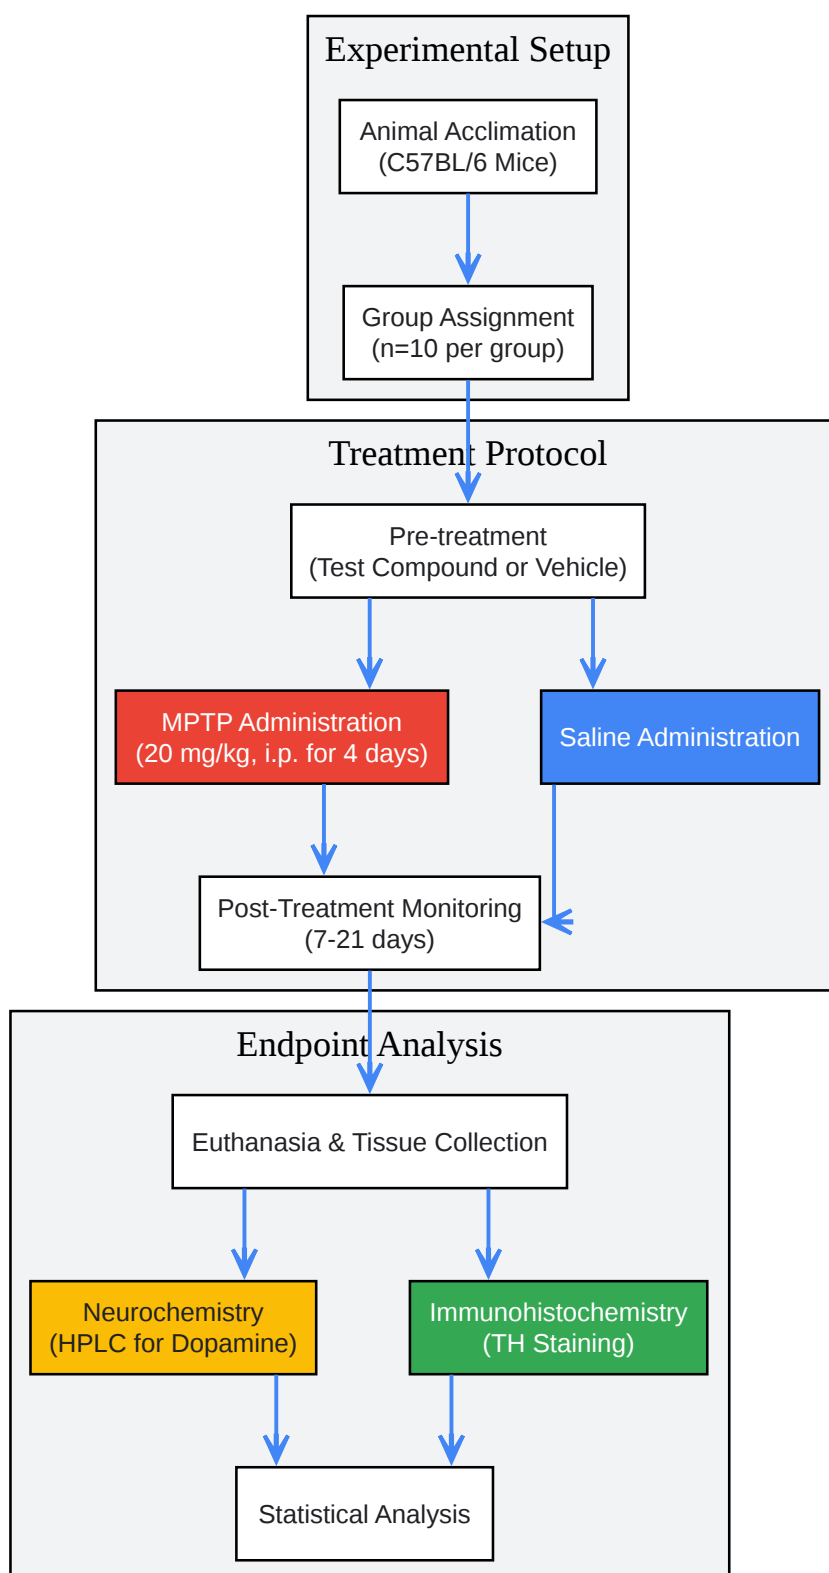 Experimental Setup
Animal Acclimation
(C57BL/6 Mice)
Group Assignment
(n=10 per group)
Treatment Protocol
Pre-treatment
(Test Compound or Vehicle)
MPTP Administration
(20 mg/kg, i.p. for 4 days)
Saline Administration
Post-Treatment Monitoring
(7-21 days)
Endpoint Analysis
Euthanasia & Tissue Collection
Neurochemistry
(HPLC for Dopamine)
Immunohistochemistry
(TH Staining)
Statistical Analysis